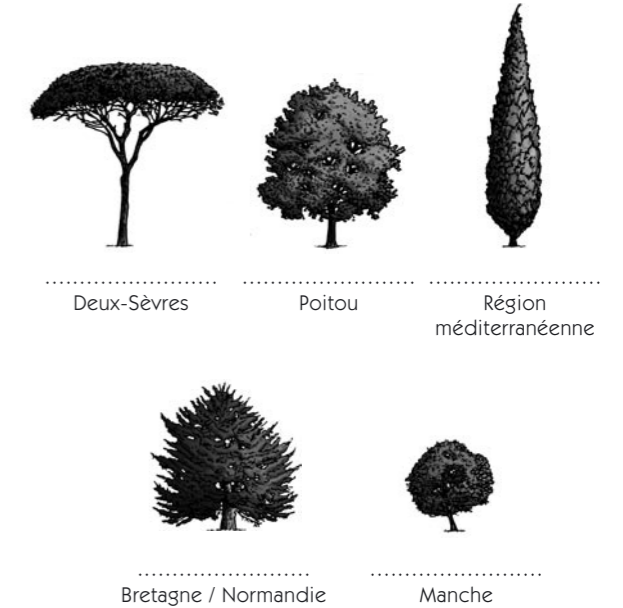 ........................ ........................ ........................
Deux-Sèvres Poitou Région
méditerranéenne
........................ ........................
Bretagne / Normandie Manche